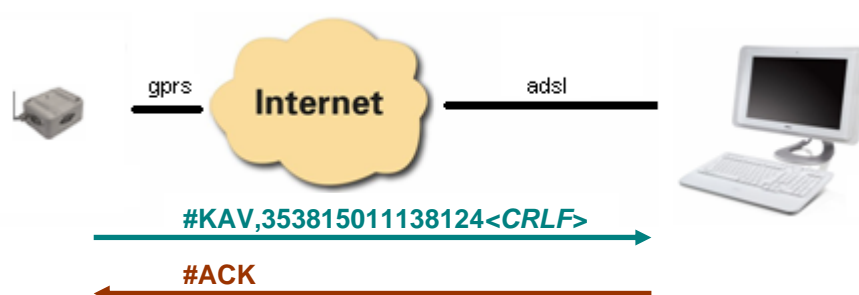 gprs
Internet
adsl
#KAV,353815011138124<CRLF>
#ACK